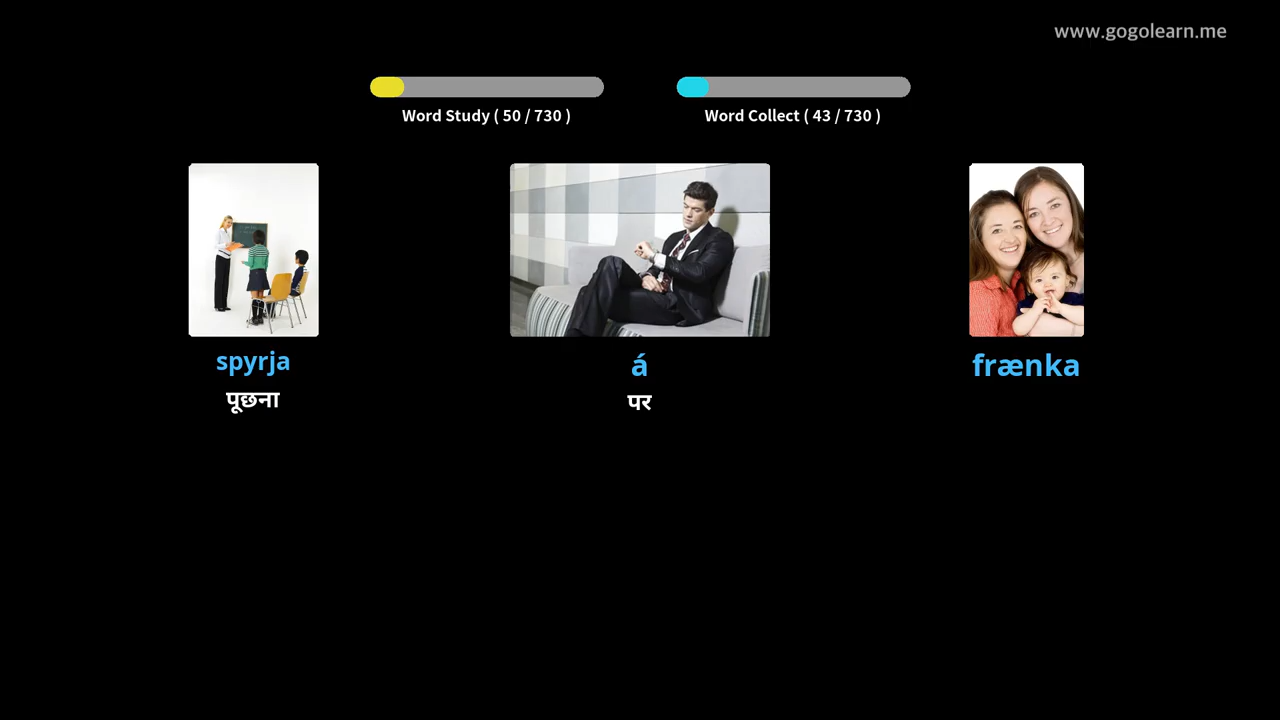 www.gogolearn.me
Word Study ( 50 / 730 )
Word Collect ( 43 / 730 )
spyrja
पूछना
á
पर
frænka